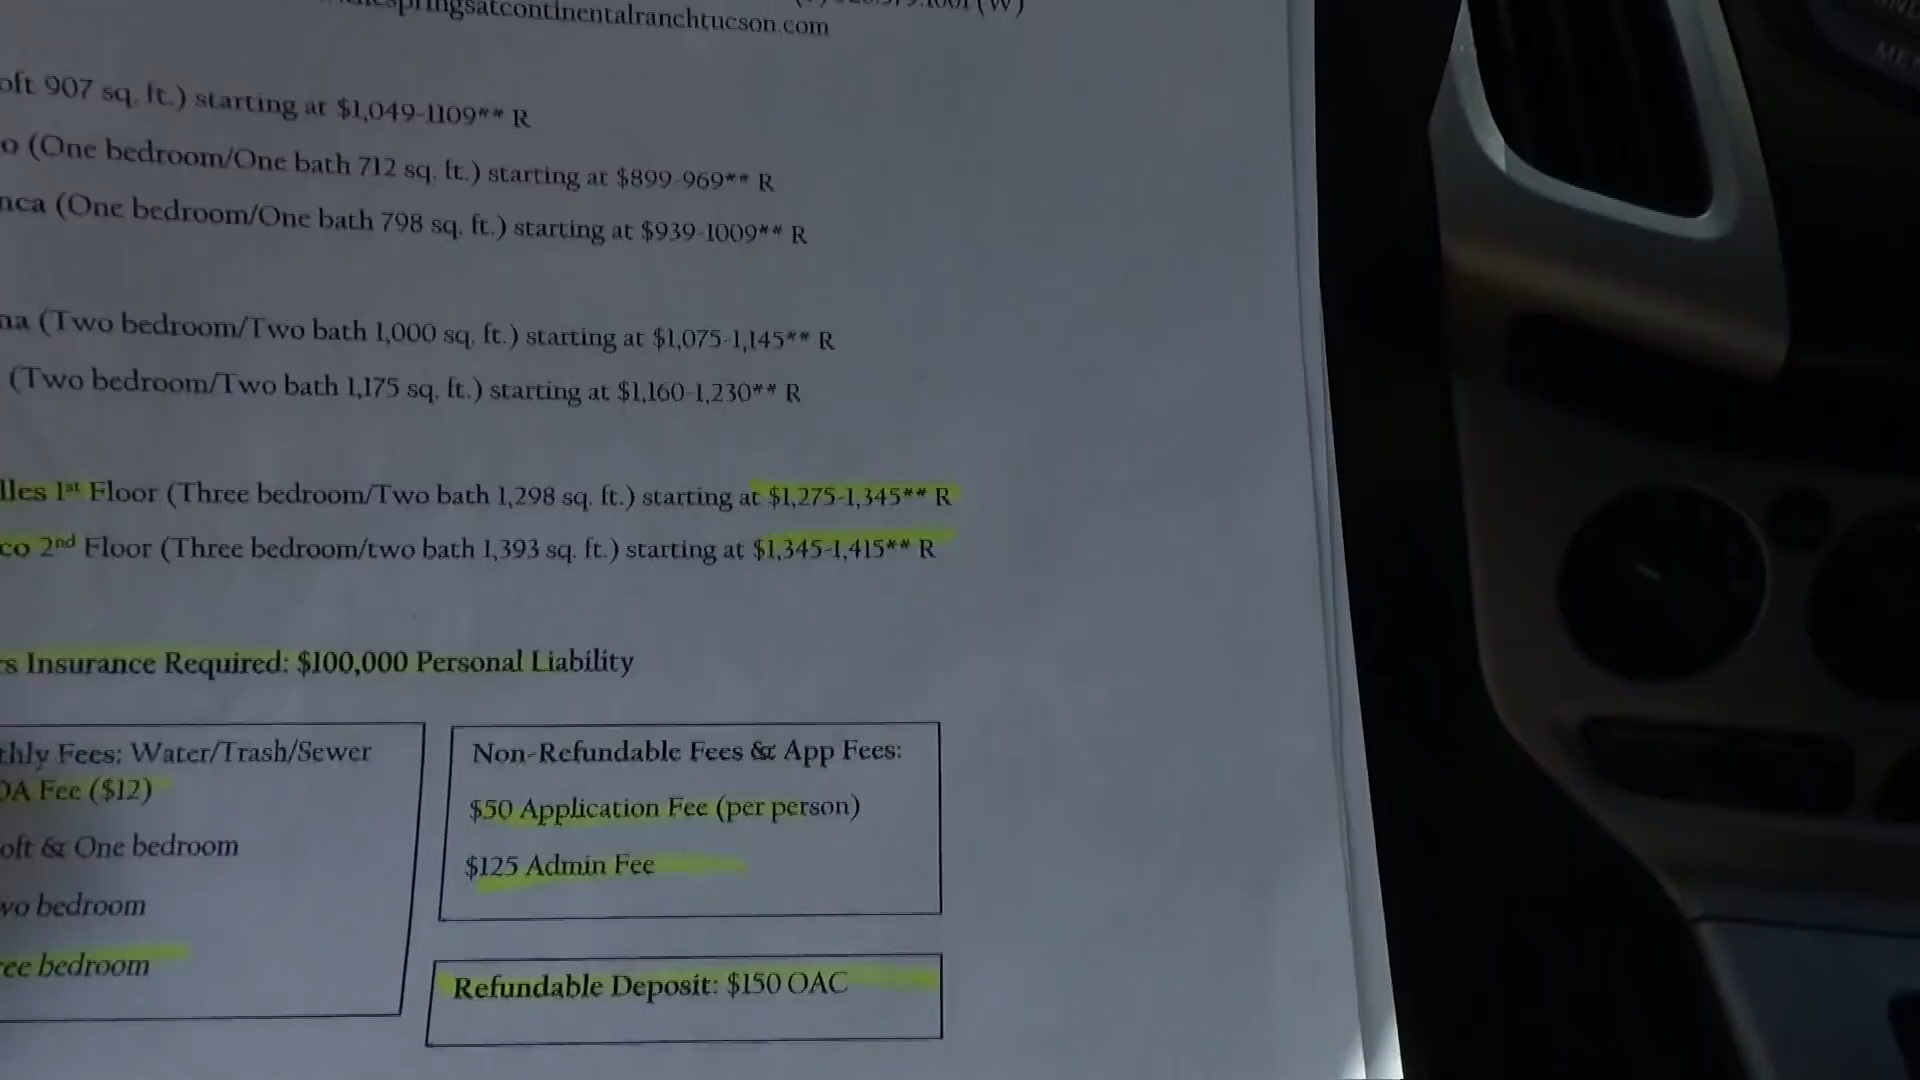 springsatcontinentalranchtucson.com
oft 907 sq. ft.) starting at $1,049-1109** R
o (One bedroom/One bath 712 sq. ft.) starting at $899-969** R
nca (One bedroom/One bath 798 sq. ft.) starting at $939-1009** R
na (Two bedroom/Two bath 1,000 sq. ft.) starting at $1,075-1,145** R
(Two bedroom/Two bath 1,175 sq. ft.) starting at $1,160-1,230** R
lles 1st Floor (Three bedroom/Two bath 1,298 sq. ft.) starting at $1,275-1,345** R
co 2nd Floor (Three bedroom/two bath 1,393 sq. ft.) starting at $1,345-1,415** R
rs Insurance Required: $100,000 Personal Liability
thly Fees: Water/Trash/Sewer
OA Fee ($12)
oft & One bedroom
wo bedroom
ree bedroom
Non-Refundable Fees & App Fees:
$50 Application Fee (per person)
$125 Admin Fee
Refundable Deposit: $150 OAC